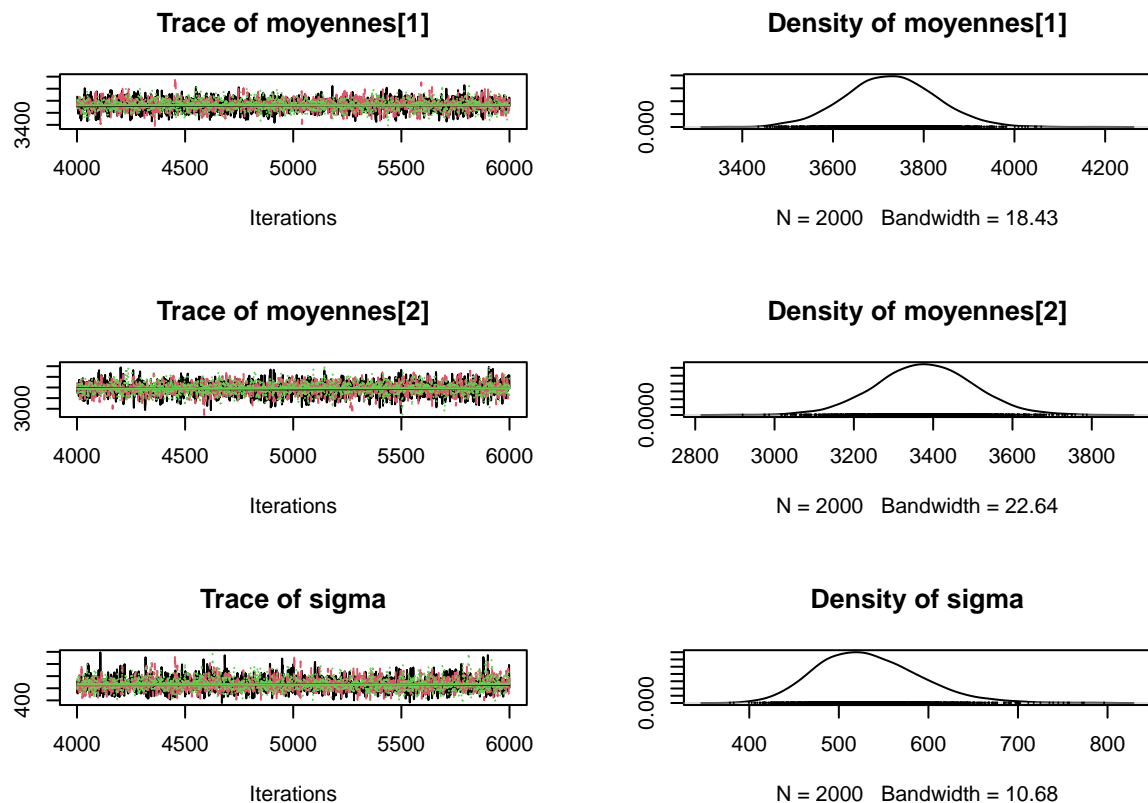 Trace of moyennes[1]
3400
4000 4500 5000 5500 6000
Iterations
Density of moyennes[1]
0.000
3400 3600 3800 4000 4200
N = 2000 Bandwidth = 18.43
Trace of moyennes[2]
3000
4000 4500 5000 5500 6000
Iterations
Density of moyennes[2]
0.0000
2800 3000 3200 3400 3600 3800
N = 2000 Bandwidth = 22.64
Trace of sigma
400
4000 4500 5000 5500 6000
Iterations
Density of sigma
0.000
400 500 600 700 800
N = 2000 Bandwidth = 10.68